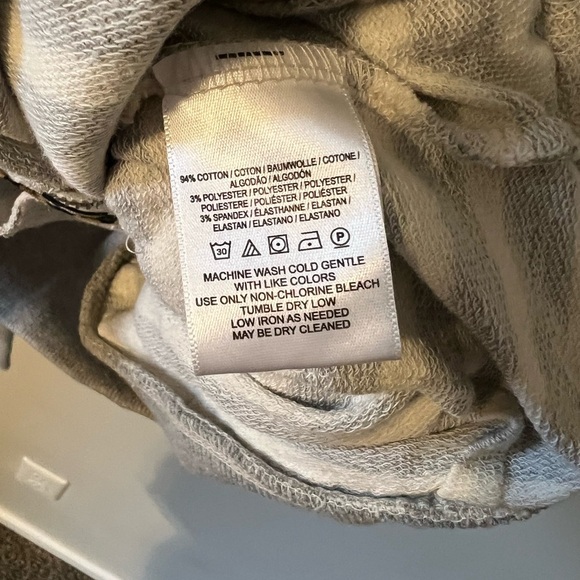 94% COTTON / COTON / BAUMWOLLE / COTONE /
ALGODÃO / ALGODÓN
3% POLYESTER / POLYESTER / POLYESTER /
POLIESTERE / POLIÉSTER / POLIÉSTER
3% SPANDEX / ÉLASTHANNE / ELASTAN /
ELASTAN / ELASTANO / ELASTANO
30 P
MACHINE WASH COLD GENTLE
WITH LIKE COLORS
USE ONLY NON-CHLORINE BLEACH
TUMBLE DRY LOW
LOW IRON AS NEEDED
MAY BE DRY CLEANED